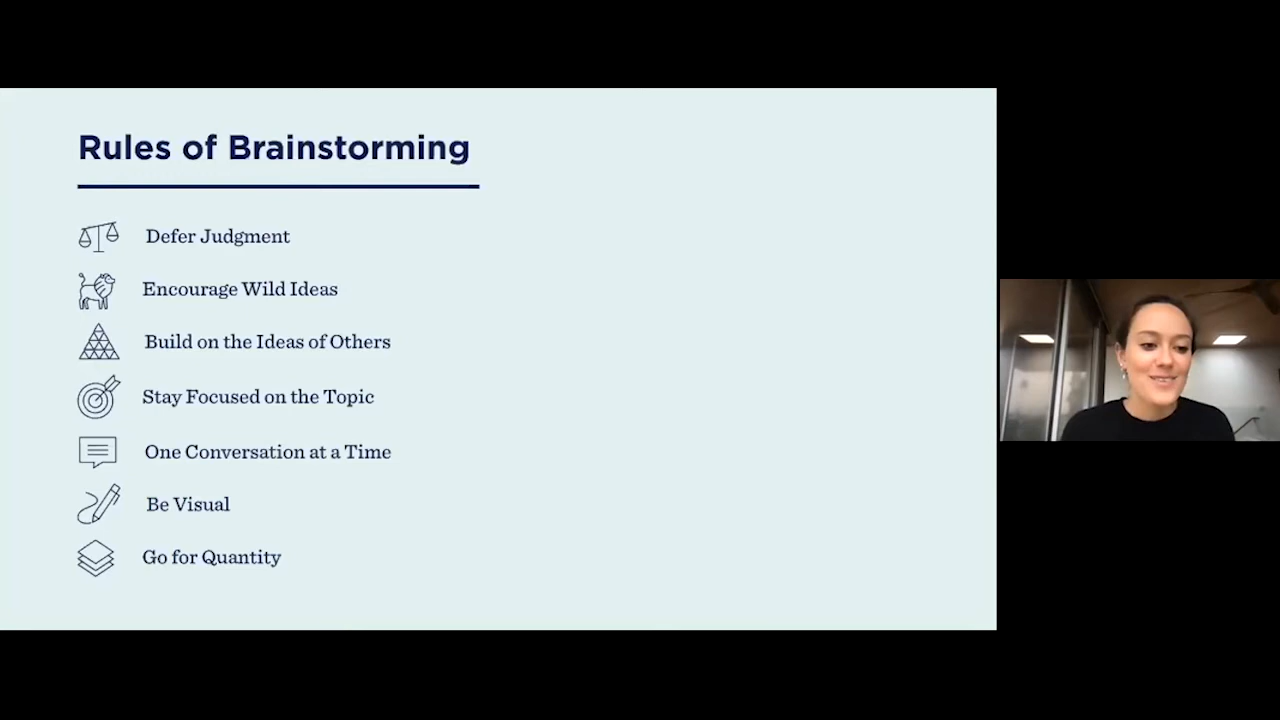 Rules of Brainstorming
Defer Judgment
Encourage Wild Ideas
Build on the Ideas of Others
Stay Focused on the Topic
One Conversation at a Time
Be Visual
Go for Quantity